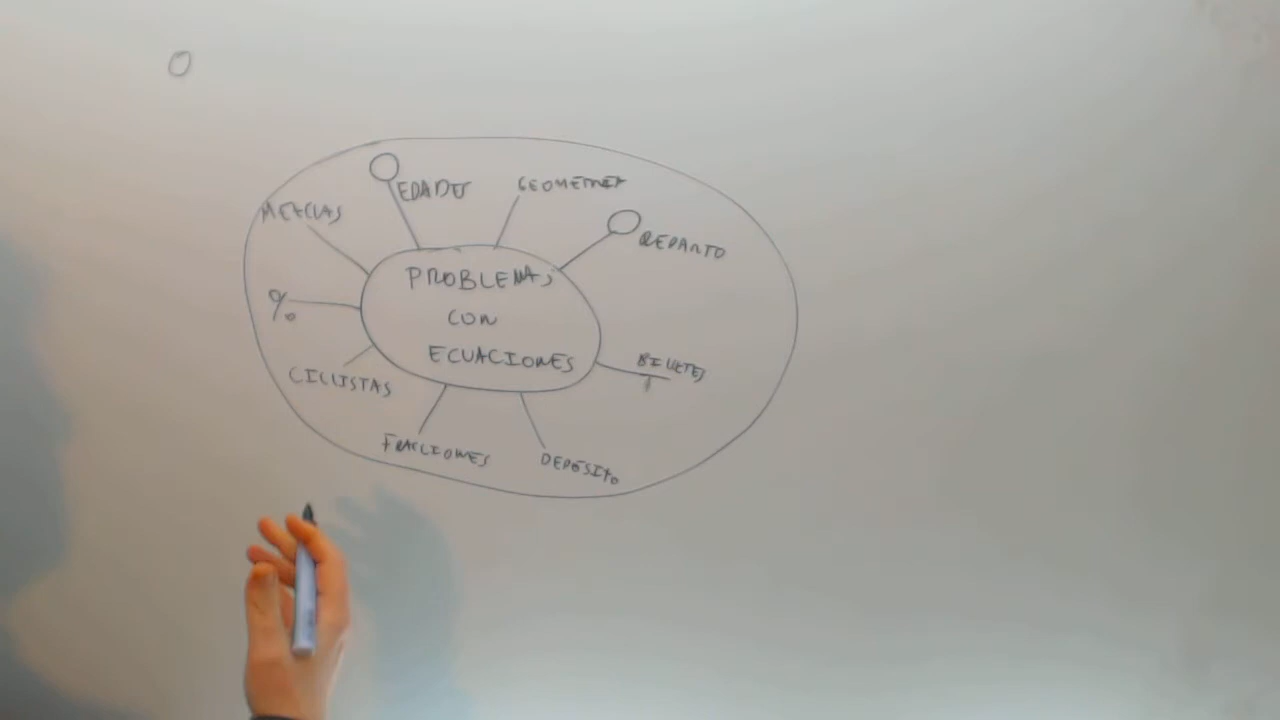 EDADES
GEOMETRÍA
MEZCLAS
REPARTO
PROBLEMAS
CON
ECUACIONES
%
BILLETES
CICLISTAS
FRACCIONES
DEPÓSITO